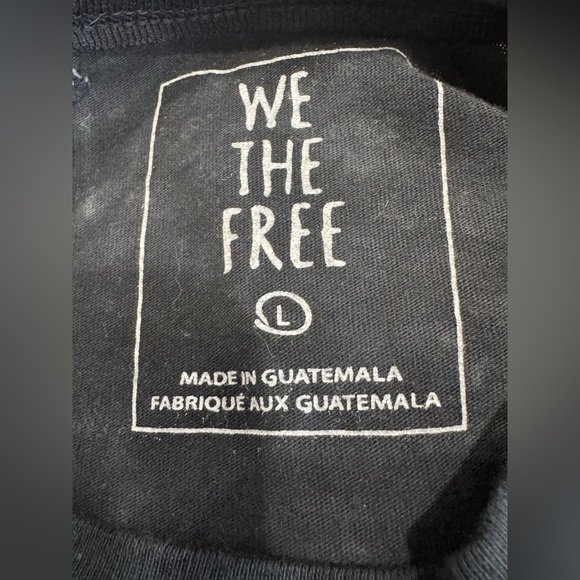 WE
THE
FREE
L
MADE IN GUATEMALA
FABRIQUÉ AUX GUATEMALA